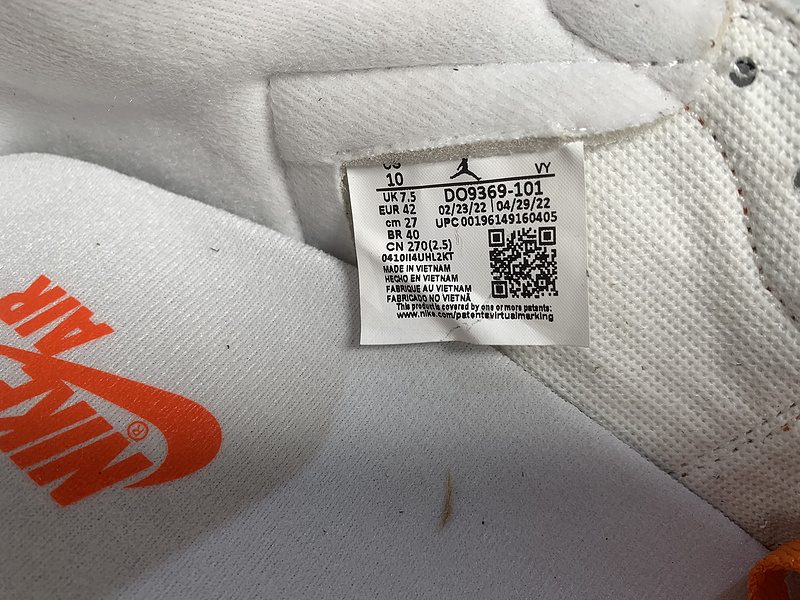 US
10
VY
UK 7.5
EUR 42
cm 27
BR 40
CN 270(2.5)
DO9369-101
02/23/22 | 04/29/22
UPC 00196149160405
0410II4UHL2KT
MADE IN VIETNAM
HECHO EN VIETNAM
FABRIQUE AU VIETNAM
FABRICADO NO VIETNÃ
This product is covered by one or more patents:
www.nike.com/patentsvirtualmarking
NIKE ®
AIR